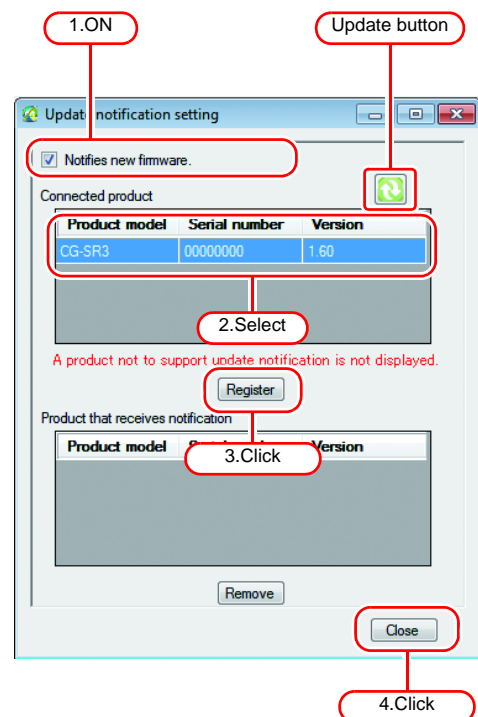 1.ON
Update button
Update notification setting
Notifies new firmware.
Connected product
Product model Serial number Version
CG-SR3 00000000 1.60
2.Select
A product not to support update notification is not displayed.
Register
Product that receives notification
Product model Version
3.Click
Remove
Close
4.Click